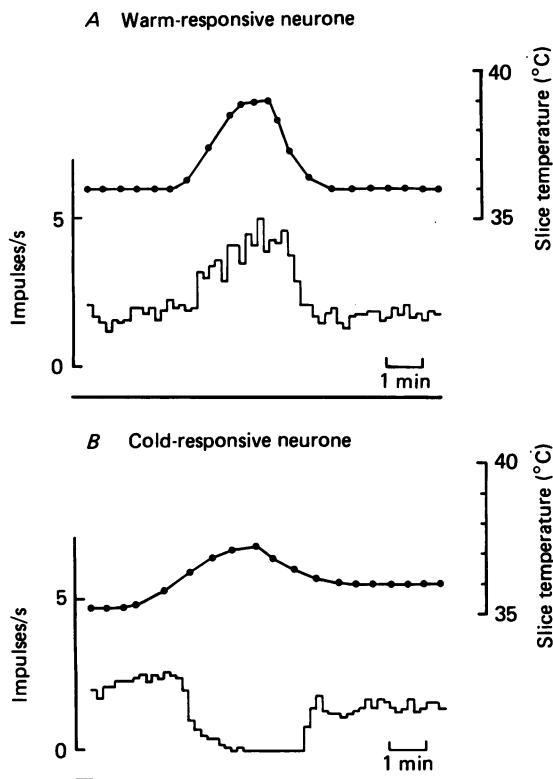 A Warm-responsive neurone
40
35
Slice temperature (°C)
5
0
Impulses/s
1 min
B Cold-responsive neurone
40
35
Slice temperature (°C)
5
0
Impulses/s
1 min